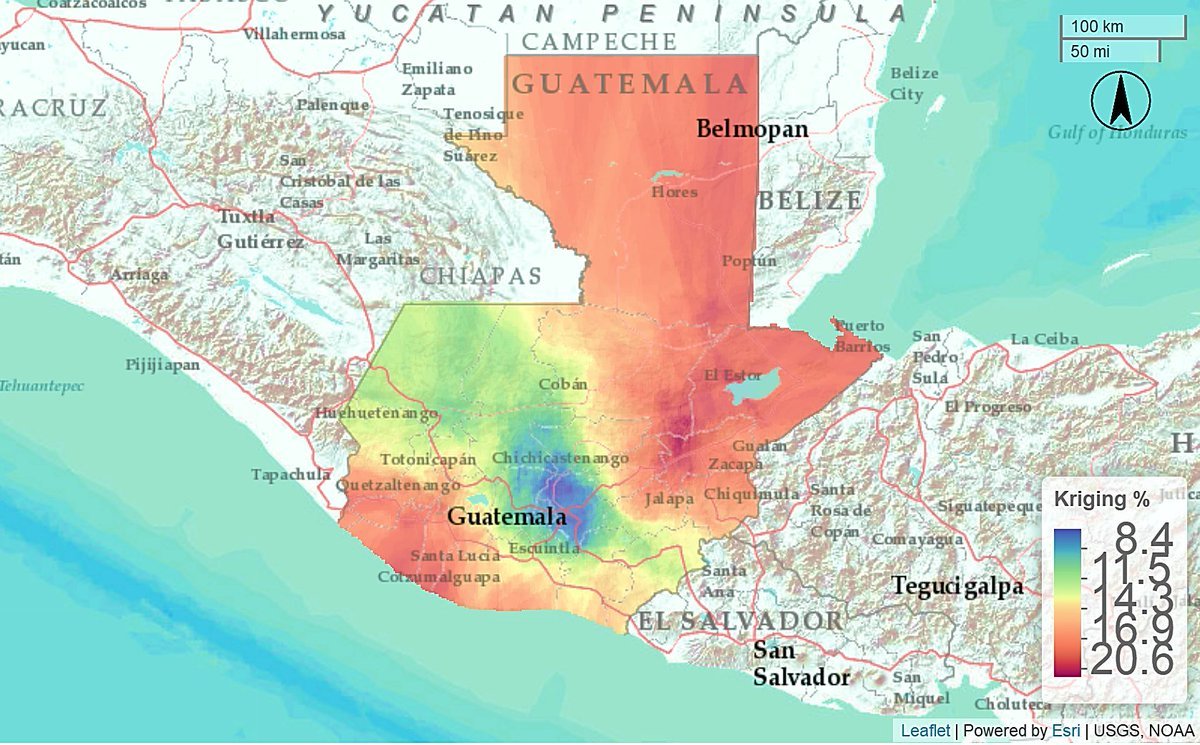 Coatzacoalcos
YUCATAN PENINSULA
Villahermosa
CAMPECHE
100 km
50 mi
Emiliano
Zapata
GUATEMALA
Belize
City
RACRUZ
Palenque
Tenosique
de Pino
Suárez
Belmopan
Gulf of Honduras
San
Cristóbal de las
Casas
Flores
BELIZE
Tuxtla
Gutiérrez
Las
Margaritas
tán
Arriaga
CHIAPAS
Poptún
Puerto
Barrios
San
Pedro
Sula
La Ceiba
Pijijiapan
Tehuantepec
Cobán
El Estor
Huehuetenango
El Progreso
H
Totonicapán
Chichicastenango
Gualan
Zacapa
Tapachula
Quetzaltenango
Jalapa
Chiquimula
Santa
Rosa de
Copán
Siguatepeque
Comayagua
Guatemala
Escuintla
Santa Lucía
Cotzumalguapa
Santa
Ana
Tegucigalpa
EL SALVADOR
San
Salvador
San
Miquel
Choluteca
Kriging %
8.4
11.5
14.3
16.9
20.6
Leaflet | Powered by Esri | USGS, NOAA